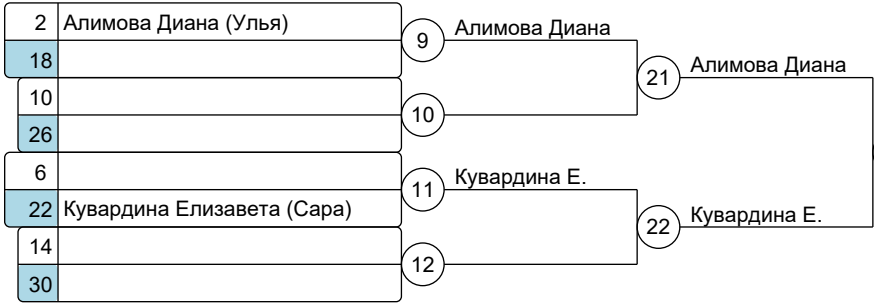 2 Алимова Диана (Улья)
9 Алимова Диана
18
21 Алимова Диана
10
10
26
6
11 Кувардина Е.
22 Кувардина Елизавета (Сара)
22 Кувардина Е.
14
12
30